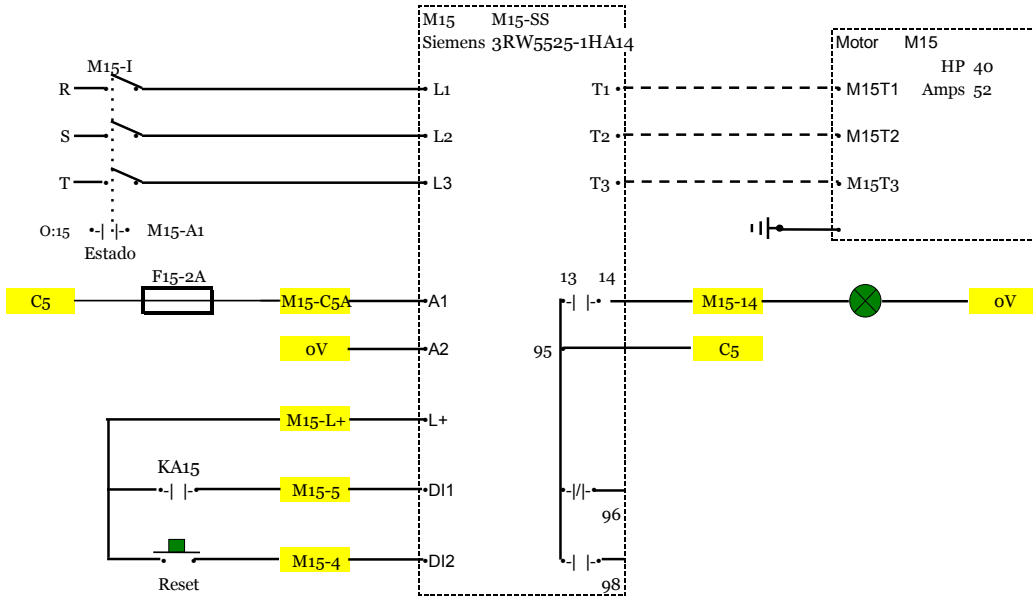 M15 M15-SS
Siemens 3RW5525-1HA14
Motor M15
HP 40
Amps 52
M15-I
R L1 T1 M15T1
S L2 T2 M15T2
T L3 T3 M15T3
O:15 M15-A1
Estado
F15-2A
13 14
C5 M15-C5A A1 M15-14 0V
0V A2 95 C5
M15-L+ L+
KA15
M15-5 DI1
96
M15-4 DI2
Reset
98